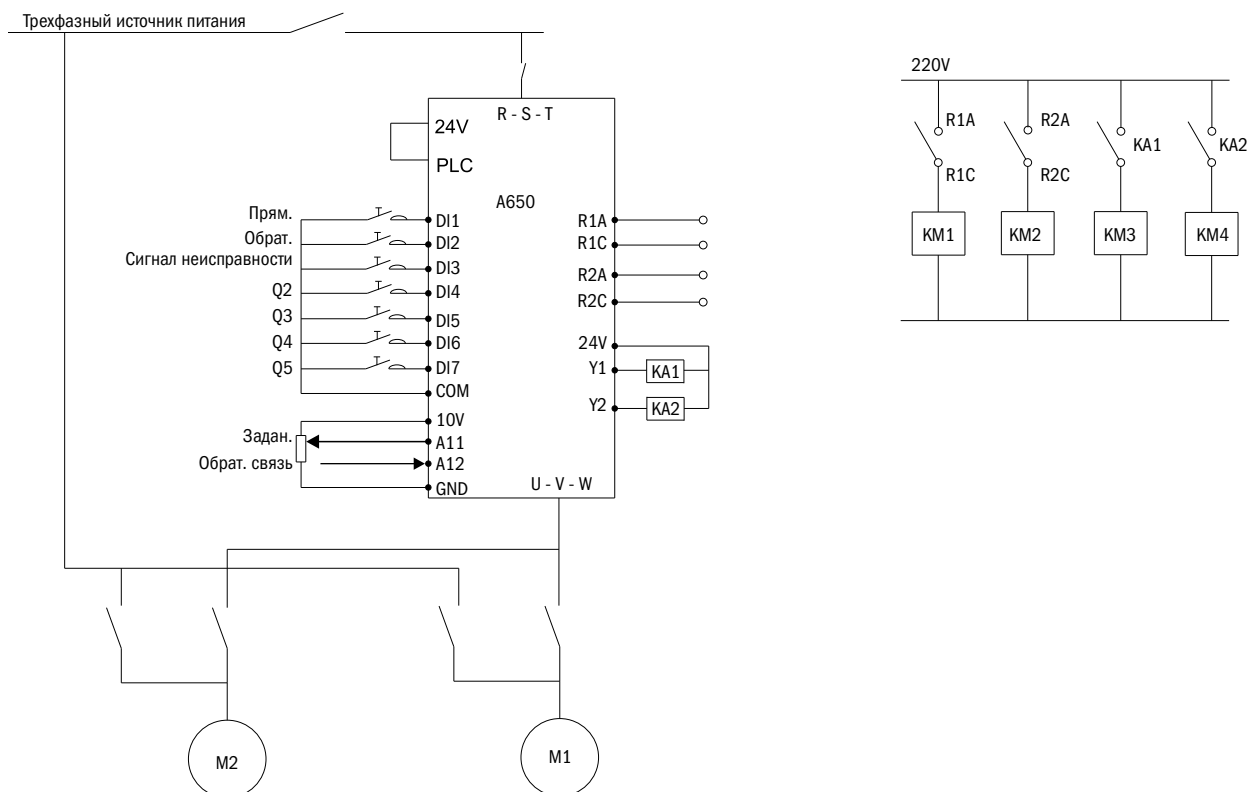 Трехфазный источник питания
R - S - T
24V
PLC
A650
Прям.
DI1
Обрат.
DI2
Сигнал неисправности
DI3
Q2
DI4
Q3
DI5
Q4
DI6
Q5
DI7
COM
10V
Задан.
A11
Обрат. связь
A12
GND
R1A
R1C
R2A
R2C
24V
Y1
KA1
Y2
KA2
U - V - W
M2
M1
220V
R1A
R2A
KA1
KA2
R1C
R2C
KM1
KM2
KM3
KM4